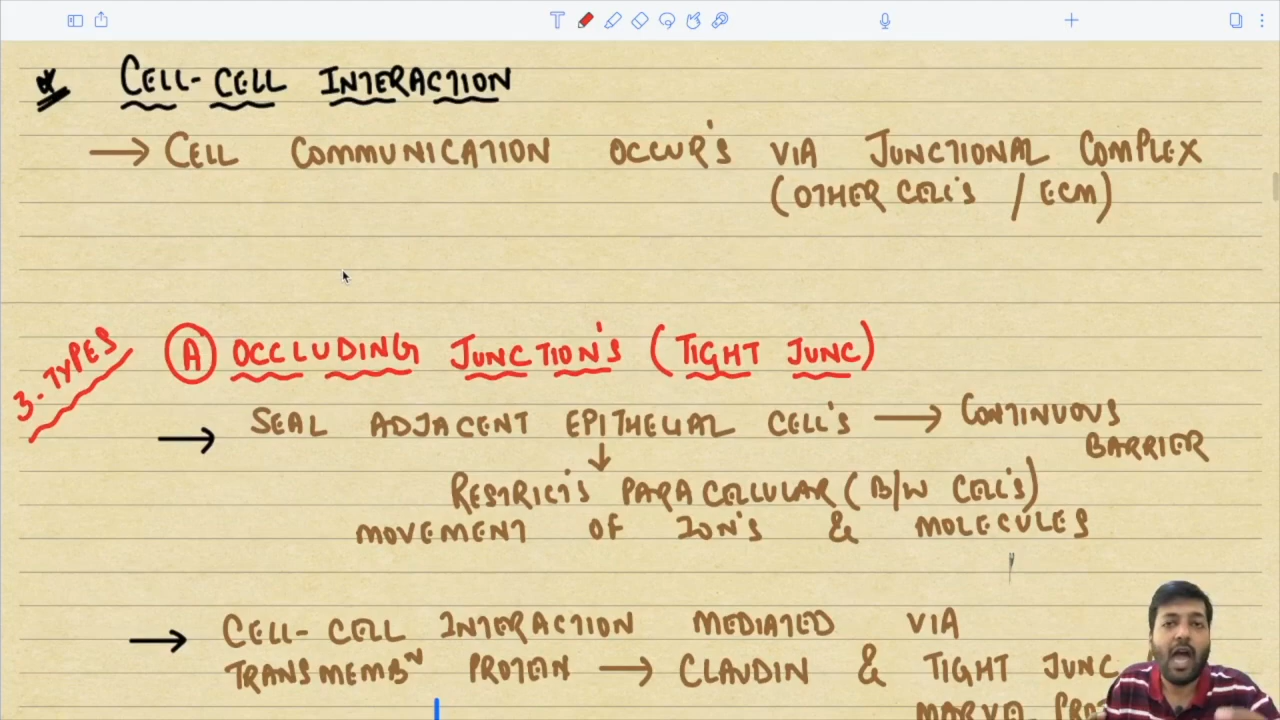 CELL-CELL INTERACTION
→ CELL COMMUNICATION OCCUR'S VIA JUNCTIONAL COMPLEX
(OTHER CELL'S / ECM)
3. TYPES
A OCCLUDING JUNCTION'S (TIGHT JUNC)
→ SEAL ADJACENT EPITHELIAL CELL'S → CONTINUOUS
BARRIER
↓
RESTRICT'S PARACELLULAR (B/W CELL'S)
MOVEMENT OF ION'S & MOLECULES
→ CELL-CELL INTERACTION MEDIATED VIA
TRANSMEMBN PROTEIN → CLAUDIN & TIGHT JUNC